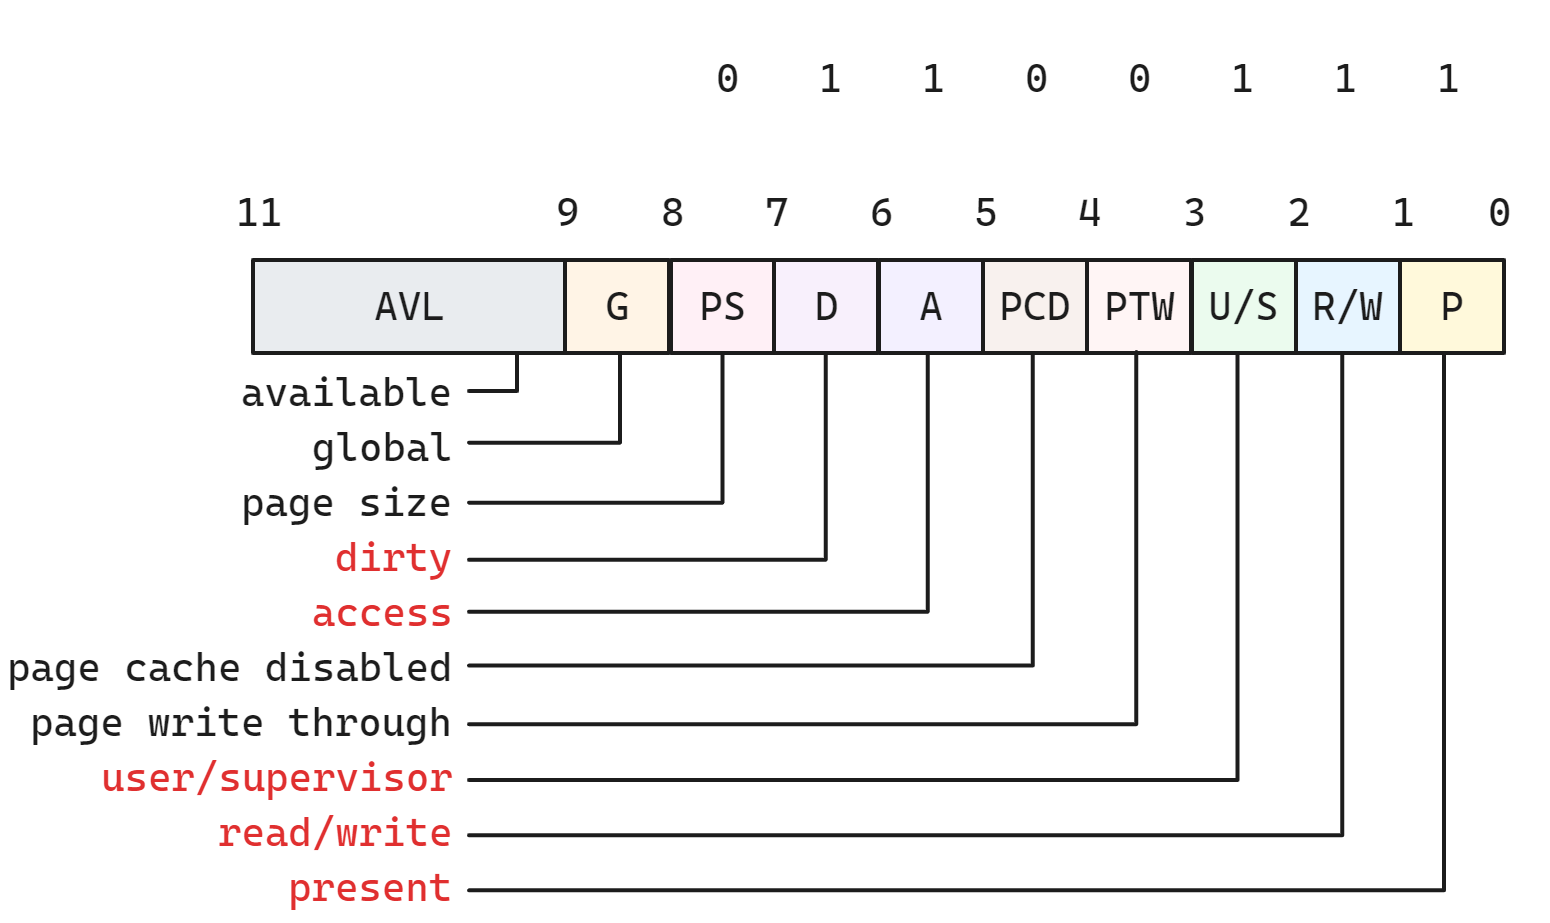 0 1 1 0 0 1 1 1
11 9 8 7 6 5 4 3 2 1 0
AVL G PS D A PCD PTW U/S R/W P
available
global
page size
dirty
access
page cache disabled
page write through
user/supervisor
read/write
present